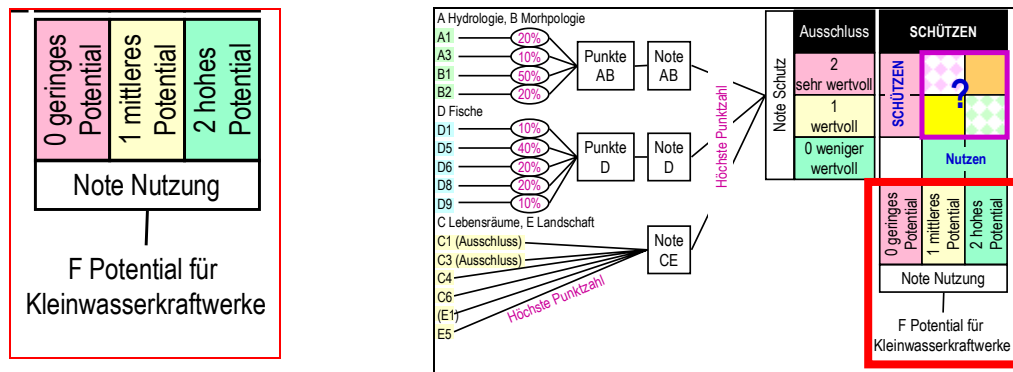 0 geringes
Potential
1 mittleres
Potential
2 hohes
Potential
Note Nutzung
F Potential für
Kleinwasserkraftwerke
A Hydrologie, B Morhpologie
A1
20%
A3
10%
B1
50%
B2
20%
Punkte
AB
Note
AB
D Fische
D1
10%
D5
40%
D6
20%
D8
20%
D9
10%
Punkte
D
Note
D
C Lebensräume, E Landschaft
C1 (Ausschluss)
C3 (Ausschluss)
C4
C6
(E1)
E5
Höchste Punktzahl
Note
CE
Höchste Punktzahl
Note Schutz
Ausschluss
2
sehr wertvoll
1
wertvoll
0 weniger
wertvoll
SCHÜTZEN
SCHÜTZEN
?
Nutzen
0 geringes
Potential
1 mittleres
Potential
2 hohes
Potential
Note Nutzung
F Potential für
Kleinwasserkraftwerke